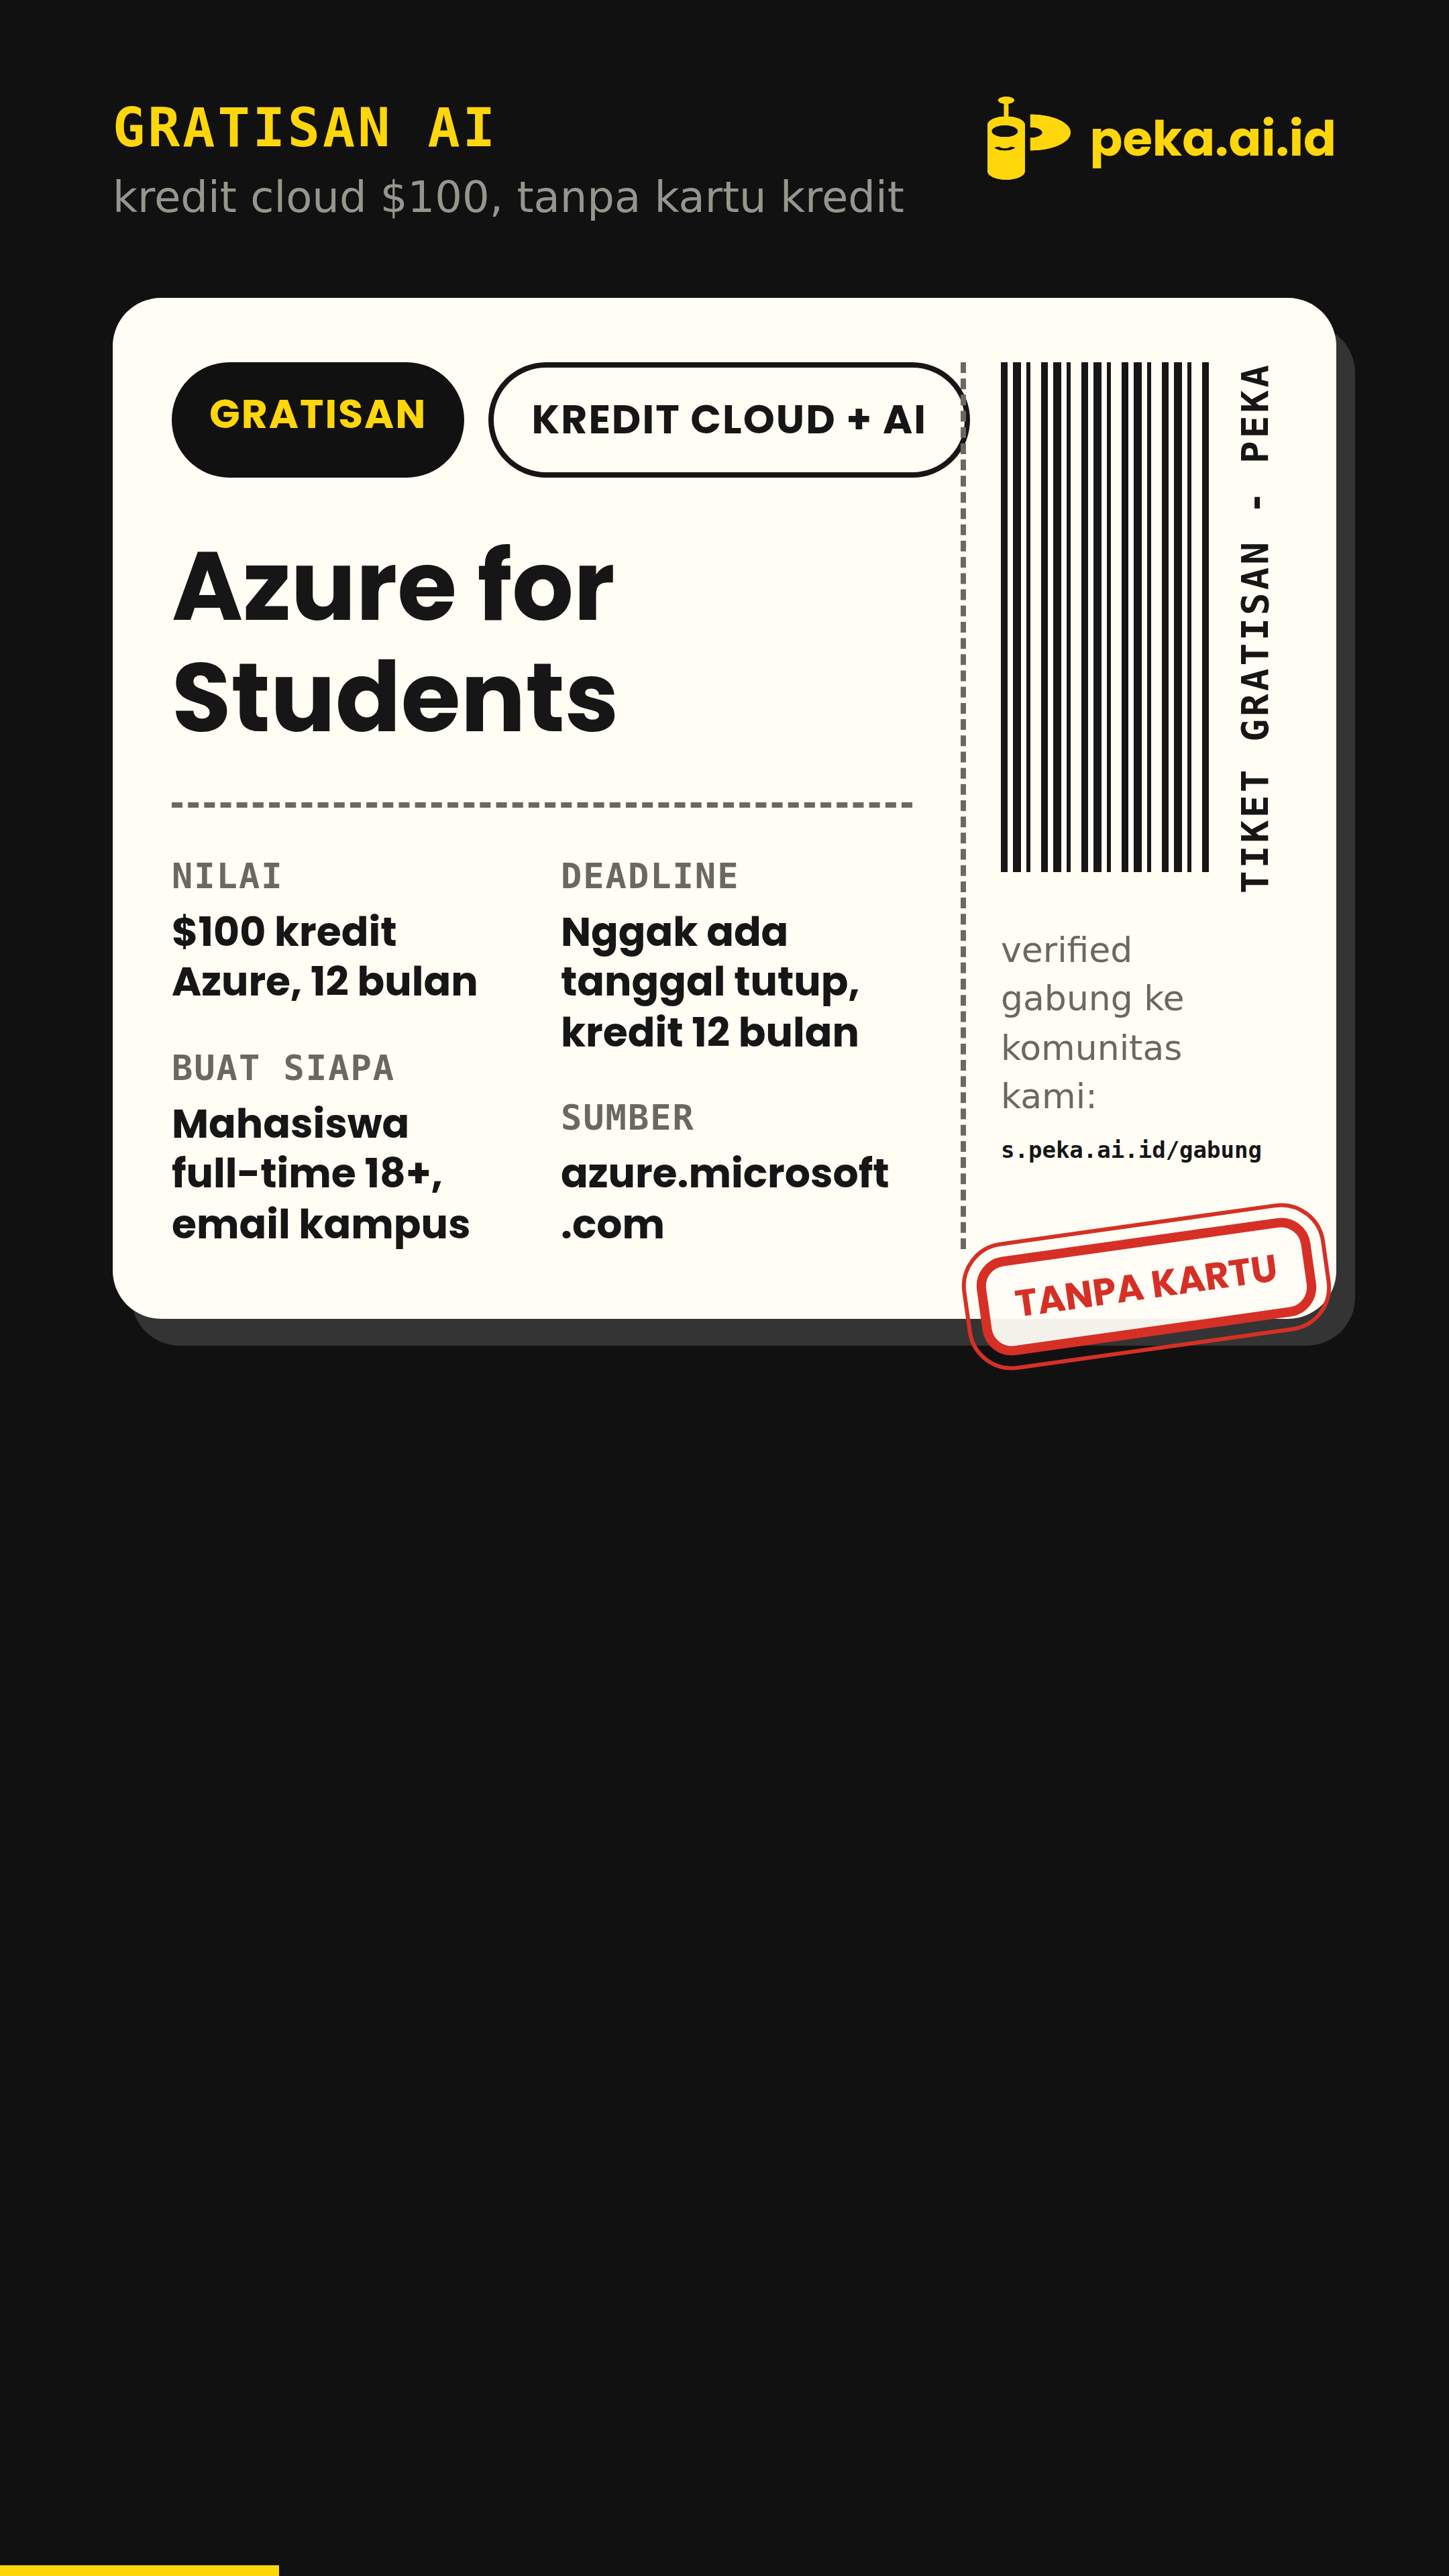 GRATISAN AI
kredit cloud $100, tanpa kartu kredit
peka.ai.id
GRATISAN
KREDIT CLOUD + AI
Azure for
Students
NILAI
$100 kredit
Azure, 12 bulan
BUAT SIAPA
Mahasiswa
full-time 18+,
email kampus
DEADLINE
Nggak ada
tanggal tutup,
kredit 12 bulan
SUMBER
azure.microsoft
.com
TIKET GRATISAN - PEKA
verified
gabung ke
komunitas
kami:
s.peka.ai.id/gabung
TANPA KARTU